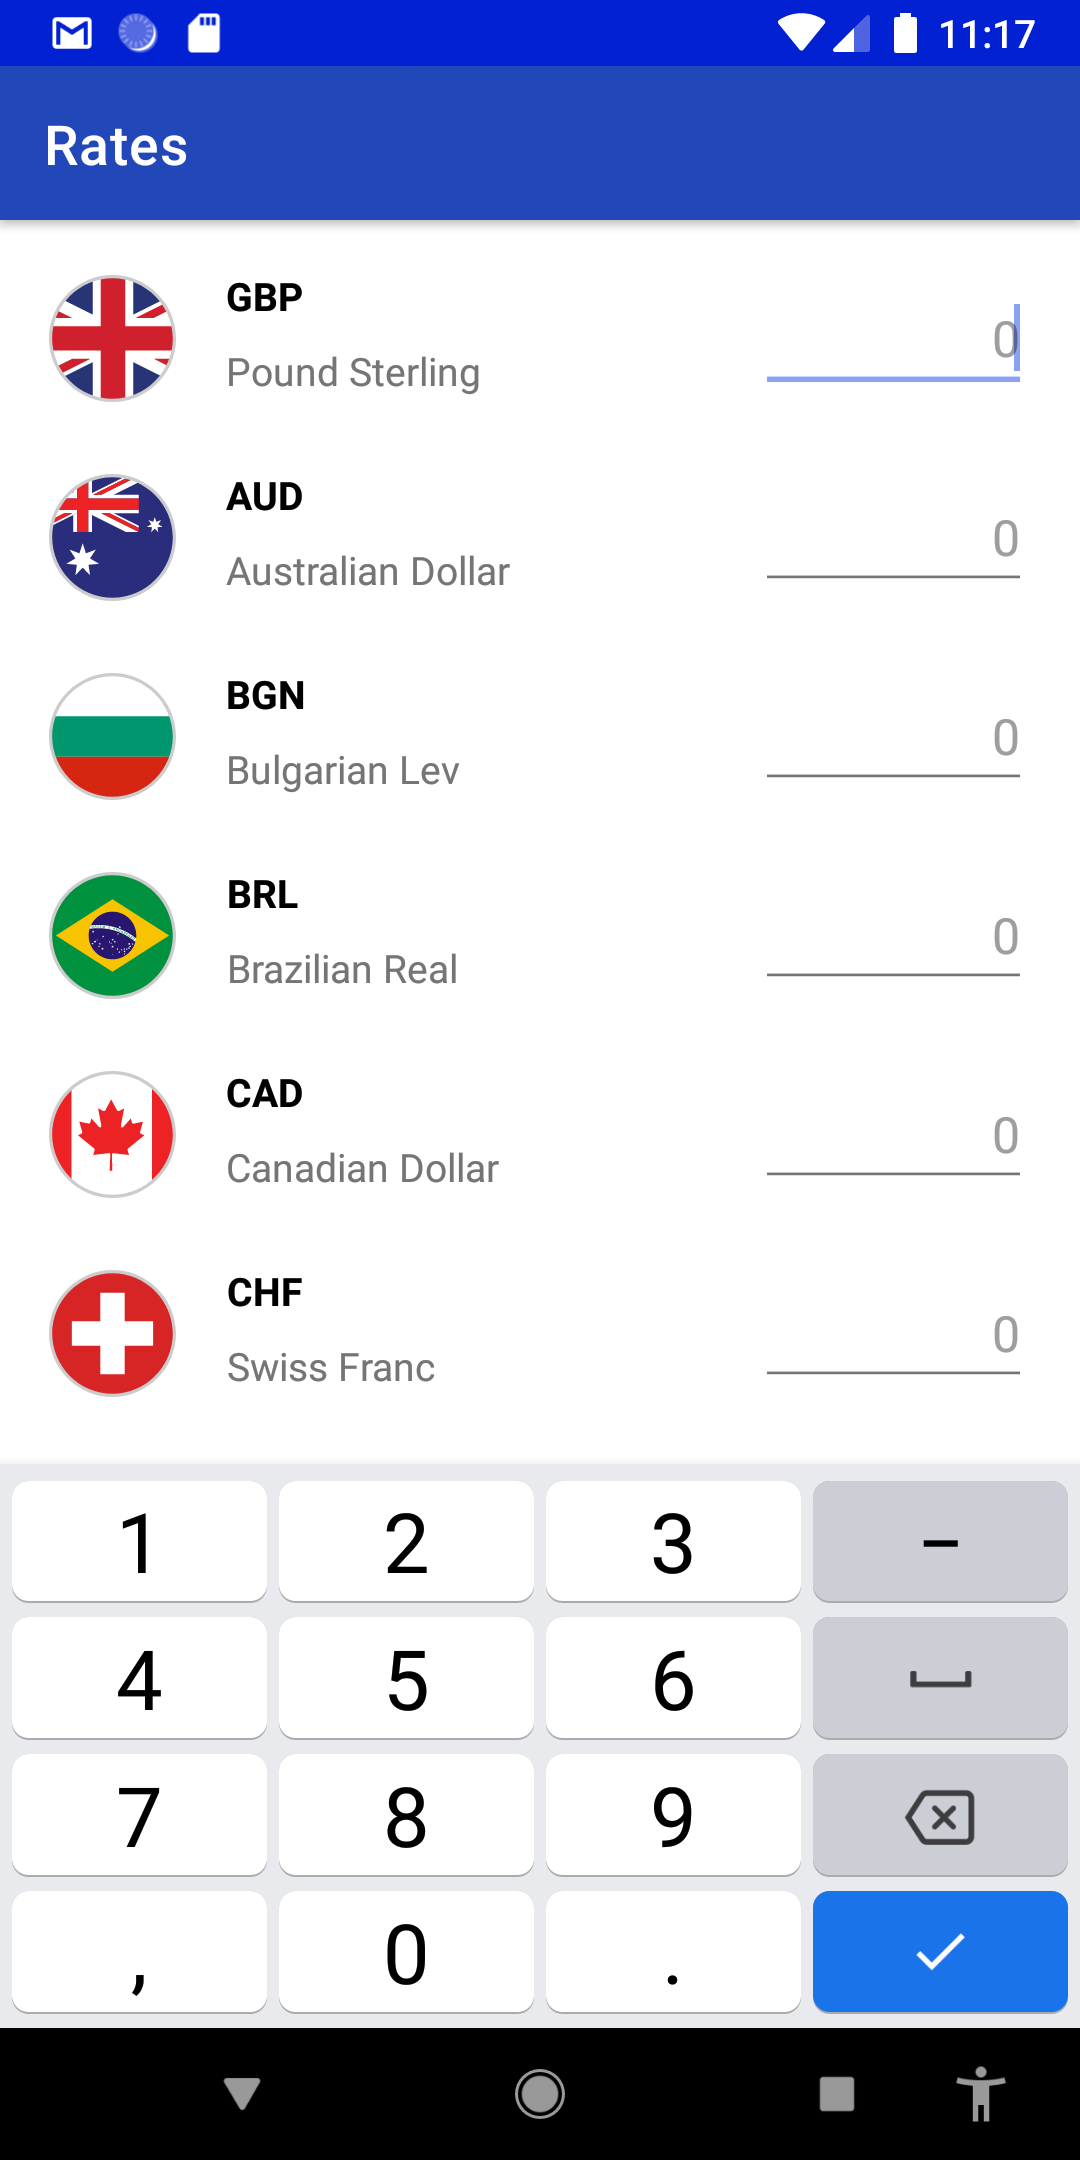 11:17
Rates
GBP
Pound Sterling
0
AUD
Australian Dollar
0
BGN
Bulgarian Lev
0
BRL
Brazilian Real
0
CAD
Canadian Dollar
0
CHF
Swiss Franc
0
1 2 3 –
4 5 6
7 8 9
, 0 .